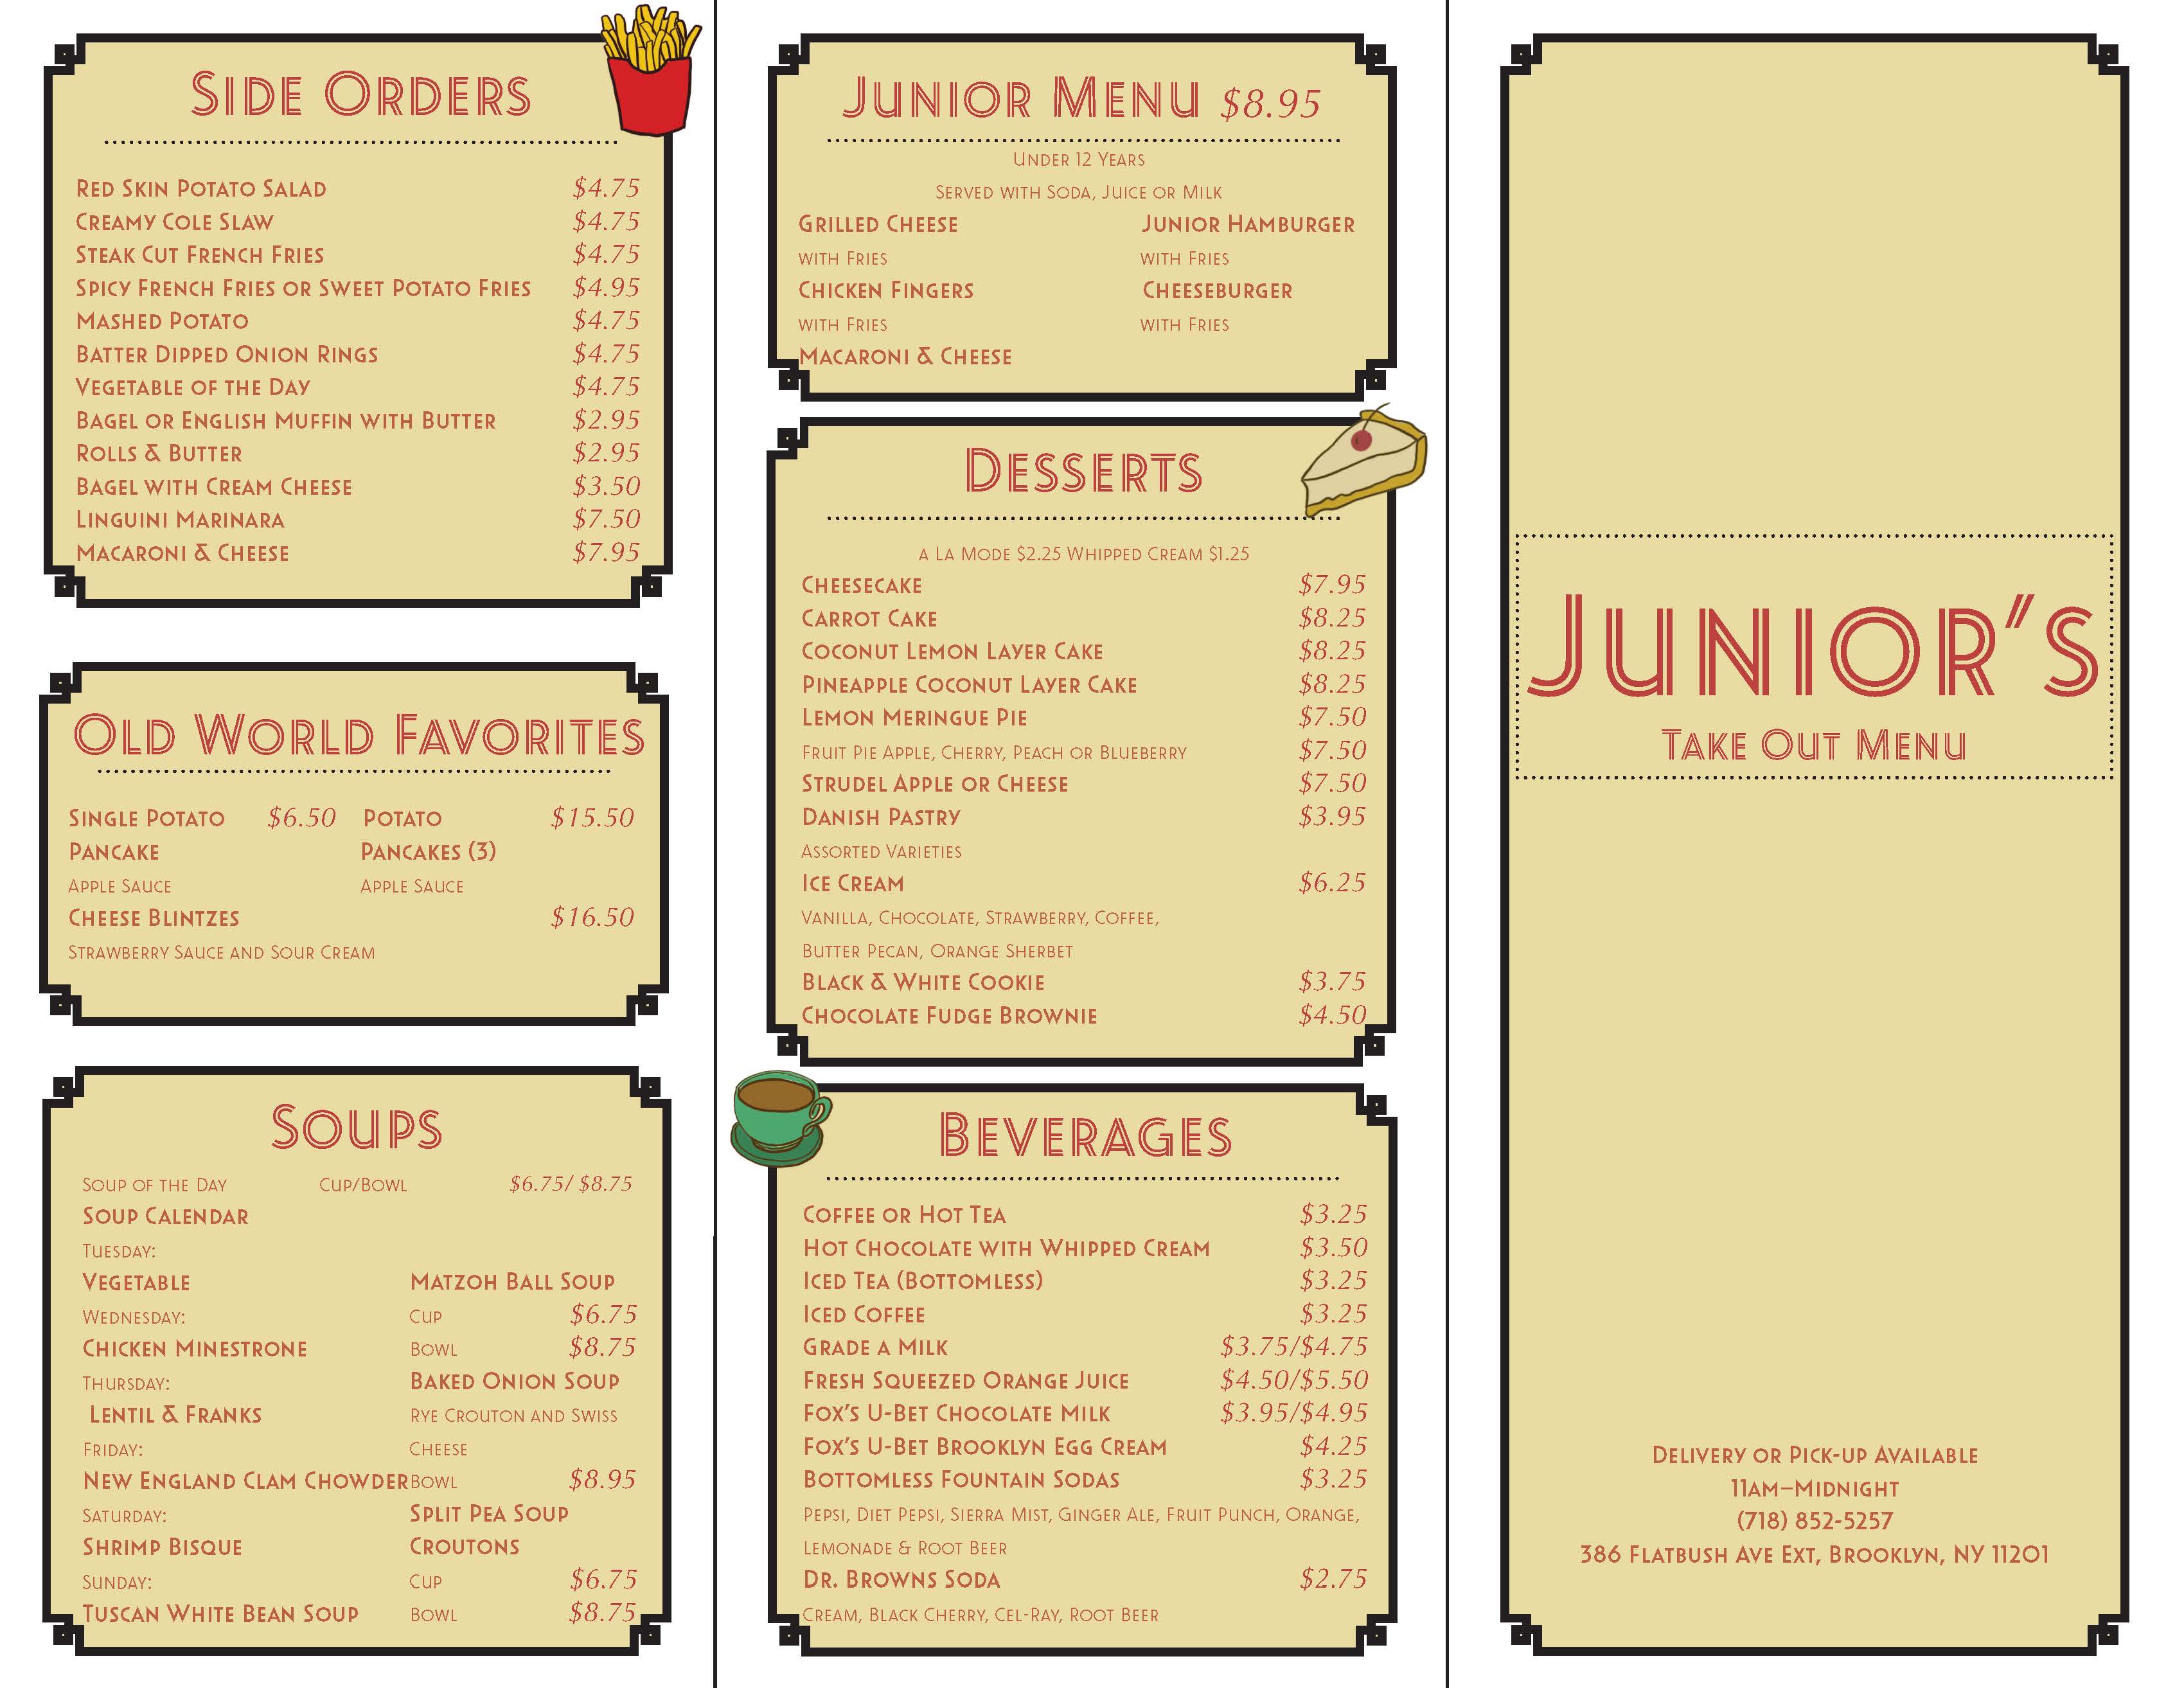 Side Orders
Red Skin Potato Salad $4.75
Creamy Cole Slaw $4.75
Steak Cut French Fries $4.75
Spicy French Fries or Sweet Potato Fries $4.95
Mashed Potato $4.75
Batter Dipped Onion Rings $4.75
Vegetable of the Day $4.75
Bagel or English Muffin with Butter $2.95
Rolls & Butter $2.95
Bagel with Cream Cheese $3.50
Linguini Marinara $7.50
Macaroni & Cheese $7.95
Old World Favorites
Single Potato $6.50 Potato $15.50
Pancake Pancakes (3)
Apple Sauce Apple Sauce
Cheese Blintzes $16.50
Strawberry Sauce and Sour Cream
Soups
Soup of the Day Cup/Bowl $6.75/ $8.75
Soup Calendar
Tuesday:
Vegetable
Wednesday:
Chicken Minestrone
Thursday:
Lentil & Franks
Friday:
New England Clam Chowder
Saturday:
Shrimp Bisque
Sunday:
Tuscan White Bean Soup
Matzoh Ball Soup
Cup $6.75
Bowl $8.75
Baked Onion Soup
Rye Crouton and Swiss
Cheese
Bowl $8.95
Split Pea Soup
Croutons
Cup $6.75
Bowl $8.75
Junior Menu $8.95
Under 12 Years
Served with Soda, Juice or Milk
Grilled Cheese Junior Hamburger
with Fries with Fries
Chicken Fingers Cheeseburger
with Fries with Fries
Macaroni & Cheese
Desserts
a La Mode $2.25 Whipped Cream $1.25
Cheesecake $7.95
Carrot Cake $8.25
Coconut Lemon Layer Cake $8.25
Pineapple Coconut Layer Cake $8.25
Lemon Meringue Pie $7.50
Fruit Pie Apple, Cherry, Peach or Blueberry $7.50
Strudel Apple or Cheese $7.50
Danish Pastry $3.95
Assorted Varieties
Ice Cream $6.25
Vanilla, Chocolate, Strawberry, Coffee,
Butter Pecan, Orange Sherbet
Black & White Cookie $3.75
Chocolate Fudge Brownie $4.50
Beverages
Coffee or Hot Tea $3.25
Hot Chocolate with Whipped Cream $3.50
Iced Tea (Bottomless) $3.25
Iced Coffee $3.25
Grade a Milk $3.75/$4.75
Fresh Squeezed Orange Juice $4.50/$5.50
Fox's U-Bet Chocolate Milk $3.95/$4.95
Fox's U-Bet Brooklyn Egg Cream $4.25
Bottomless Fountain Sodas $3.25
Pepsi, Diet Pepsi, Sierra Mist, Ginger Ale, Fruit Punch, Orange,
Lemonade & Root Beer
Dr. Browns Soda $2.75
Cream, Black Cherry, Cel-Ray, Root Beer
Junior's
Take Out Menu
Delivery or Pick-up Available
11am–Midnight
(718) 852-5257
386 Flatbush Ave Ext, Brooklyn, NY 11201